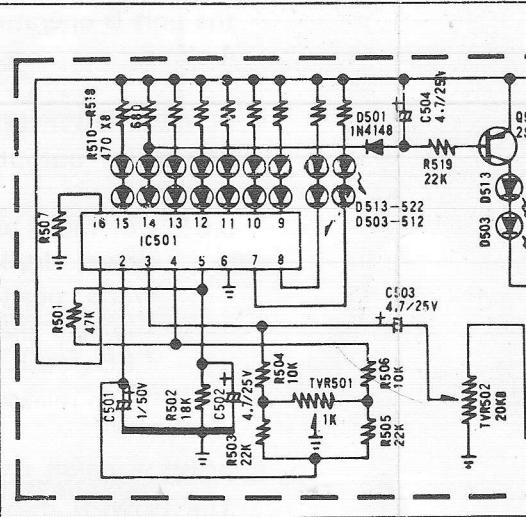 R510-R518
470 X8
680
D501
1N4148
C504
4.7/25V
R519
22K
D513
D503
R507
16 15 14 13 12 11 10 9
IC501
1 2 3 4 5 6 7 8
D513-522
D503-512
R501
47K
C503
4.7/25V
C501
1/50V
R502
18K
C502
4.7/25V
R504
10K
TVR501
1K
R506
10K
R503
22K
R505
22K
TVR502
20KB